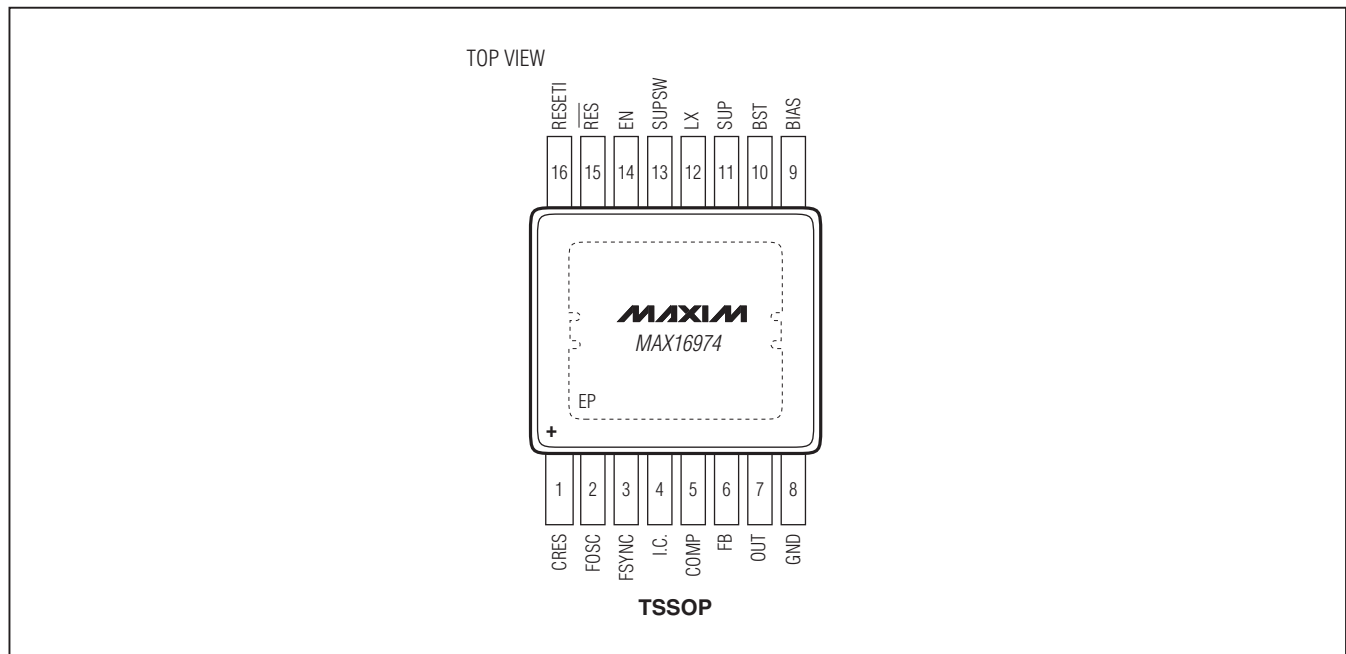 TOP VIEW
RESETI
RES
EN
SUPSW
LX
SUP
BST
BIAS
16
15
14
13
12
11
10
9
MAXIM
MAX16974
EP
+
1
2
3
4
5
6
7
8
CRES
FOSC
FSYNC
I.C.
COMP
FB
OUT
GND
TSSOP